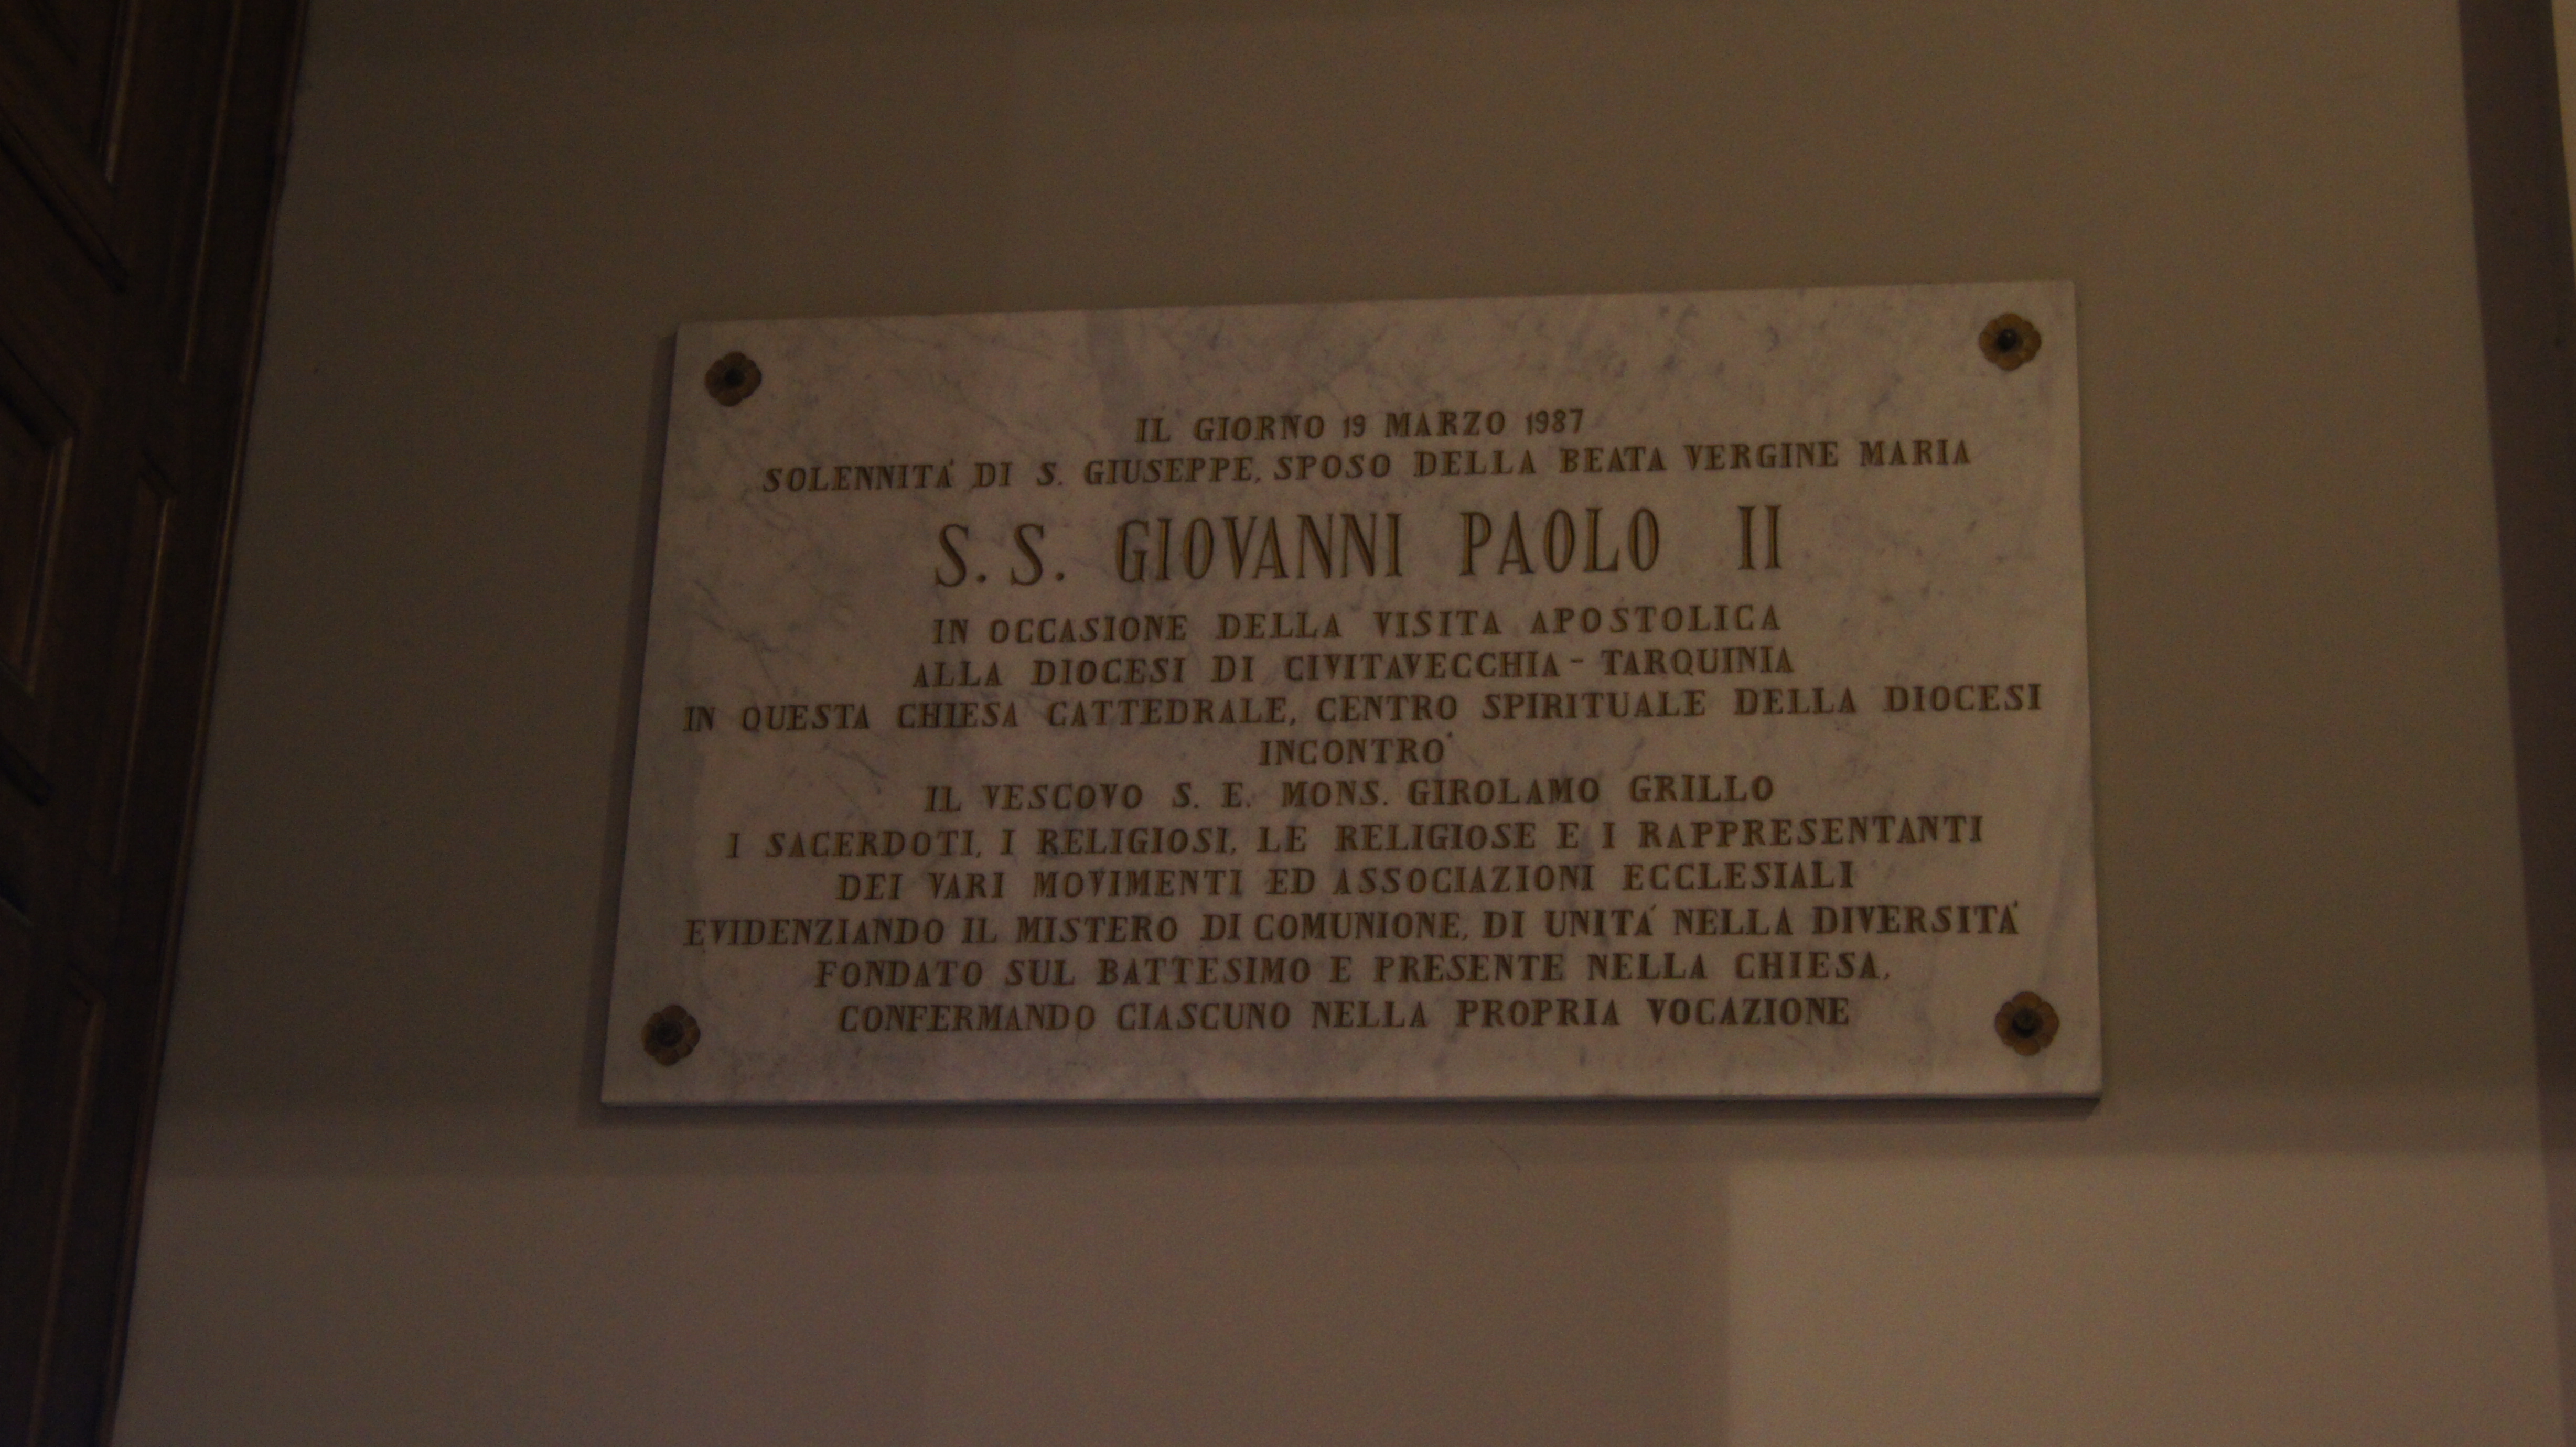 IL GIORNO 19 MARZO 1987
SOLENNITÁ DI S. GIUSEPPE, SPOSO DELLA BEATA VERGINE MARIA
S. S. GIOVANNI PAOLO II
IN OCCASIONE DELLA VISITA APOSTOLICA
ALLA DIOCESI DI CIVITAVECCHIA - TARQUINIA
IN QUESTA CHIESA CATTEDRALE, CENTRO SPIRITUALE DELLA DIOCESI
INCONTRO'
IL VESCOVO S. E. MONS. GIROLAMO GRILLO
I SACERDOTI, I RELIGIOSI, LE RELIGIOSE E I RAPPRESENTANTI
DEI VARI MOVIMENTI ED ASSOCIAZIONI ECCLESIALI
EVIDENZIANDO IL MISTERO DI COMUNIONE, DI UNITÁ NELLA DIVERSITÁ
FONDATO SUL BATTESIMO E PRESENTE NELLA CHIESA,
CONFERMANDO CIASCUNO NELLA PROPRIA VOCAZIONE